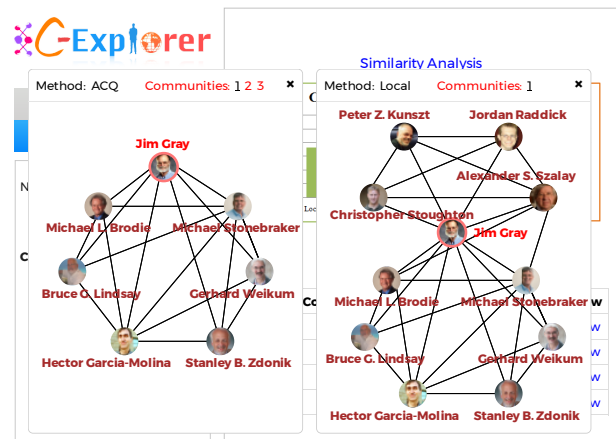 C-Explorer
Similarity Analysis
Method: ACQ Communities: 1 2 3
Jim Gray
Michael L. Brodie
Michael Stonebraker
Bruce G. Lindsay
Gerhard Weikum
Hector Garcia-Molina
Stanley B. Zdonik
Method: Local Communities: 1
Peter Z. Kunszt
Jordan Raddick
Alexander S. Szalay
Christopher Stoughton
Jim Gray
Michael L. Brodie
Michael Stonebraker
Bruce G. Lindsay
Gerhard Weikum
Hector Garcia-Molina
Stanley B. Zdonik